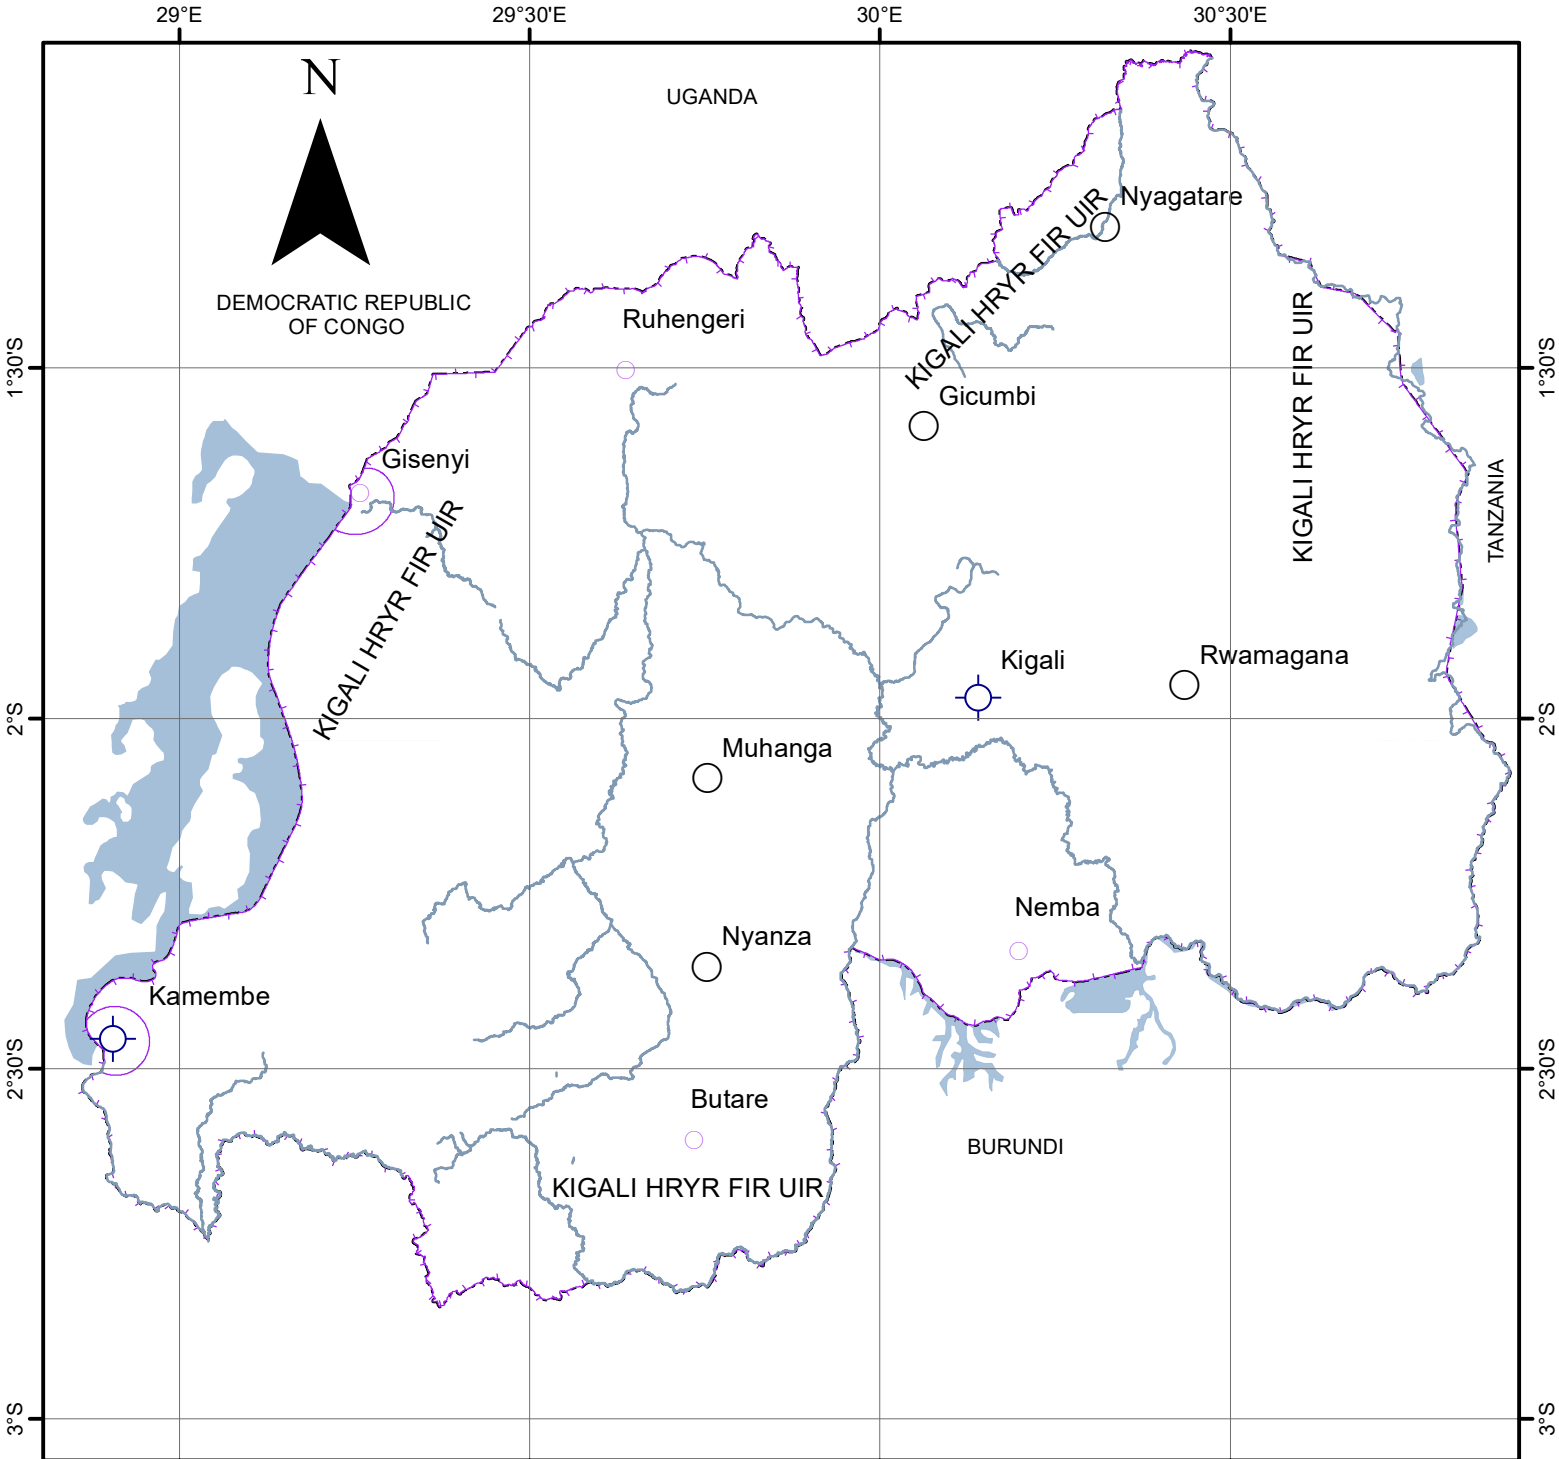 29°E
29°30'E
30°E
30°30'E
N
UGANDA
Nyagatare
KIGALI HRYR FIR UIR
DEMOCRATIC REPUBLIC
OF CONGO
Ruhengeri
KIGALI HRYR FIR UIR
1°30'S
1°30'S
Gicumbi
Gisenyi
KIGALI HRYR FIR UIR
TANZANIA
Kigali
Rwamagana
2°S
2°S
Muhanga
Nemba
Nyanza
Kamembe
2°30'S
2°30'S
Butare
BURUNDI
KIGALI HRYR FIR UIR
3°S
3°S